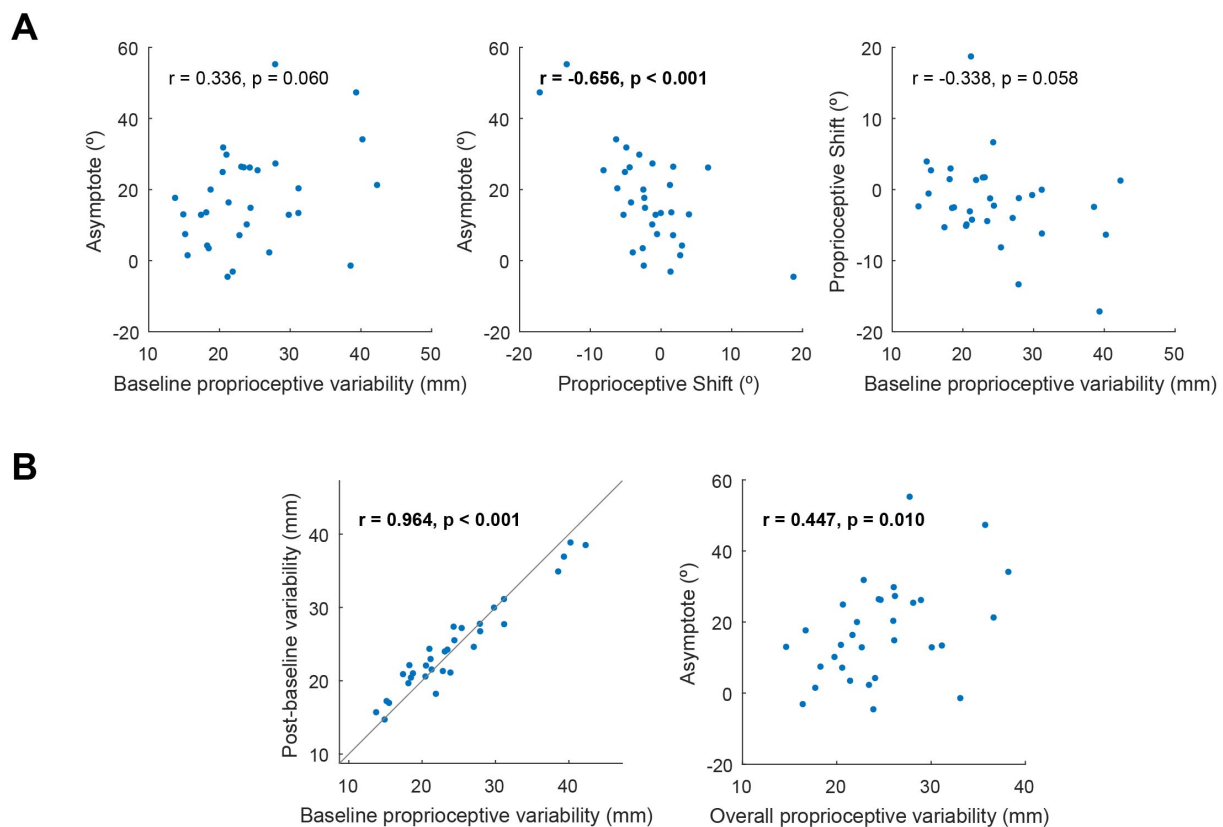 A
r = 0.336, p = 0.060
60
40
20
0
-20
Asymptote (º)
10
20
30
40
50
Baseline proprioceptive variability (mm)
r = -0.656, p < 0.001
60
40
20
0
-20
Asymptote (º)
-20
-10
0
10
20
Proprioceptive Shift (º)
r = -0.338, p = 0.058
20
10
0
-10
-20
Proprioceptive Shift (º)
10
20
30
40
50
Baseline proprioceptive variability (mm)
B
r = 0.964, p < 0.001
40
30
20
10
Post-baseline variability (mm)
10
20
30
40
Baseline proprioceptive variability (mm)
r = 0.447, p = 0.010
60
40
20
0
-20
Asymptote (º)
10
20
30
40
Overall proprioceptive variability (mm)